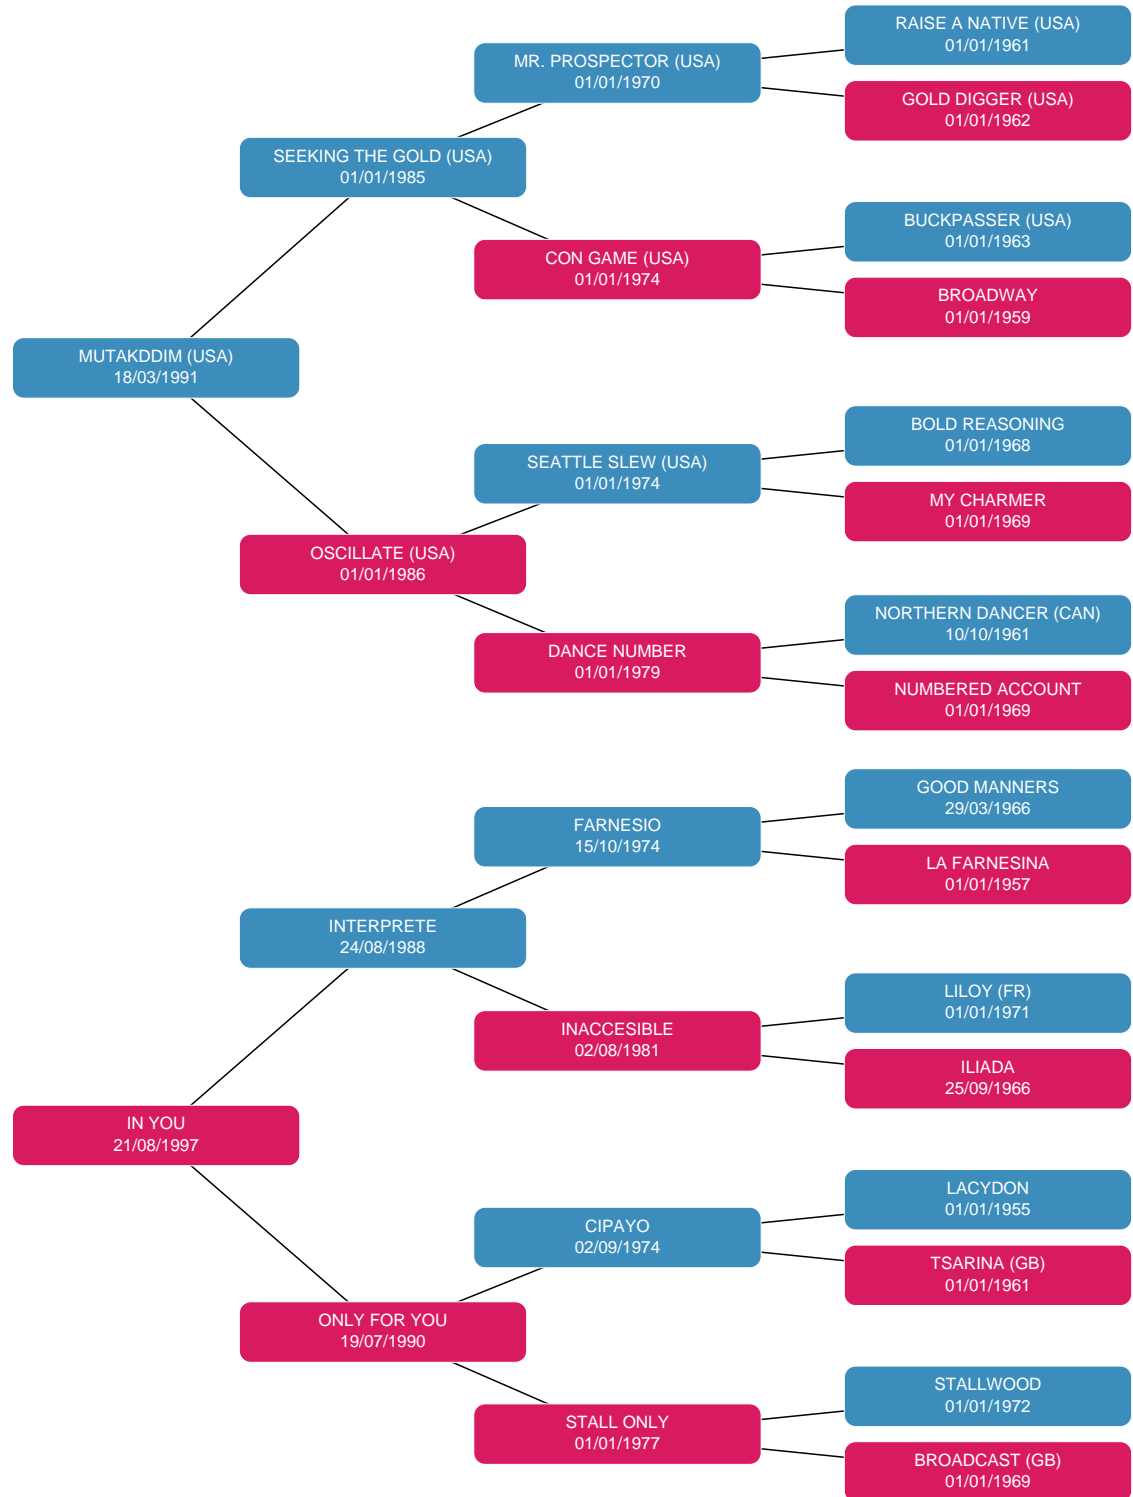 RAISE A NATIVE (USA)
01/01/1961
MR. PROSPECTOR (USA)
01/01/1970
GOLD DIGGER (USA)
01/01/1962
SEEKING THE GOLD (USA)
01/01/1985
BUCKPASSER (USA)
01/01/1963
CON GAME (USA)
01/01/1974
BROADWAY
01/01/1959
MUTAKDDIM (USA)
18/03/1991
BOLD REASONING
01/01/1968
SEATTLE SLEW (USA)
01/01/1974
MY CHARMER
01/01/1969
OSCILLATE (USA)
01/01/1986
NORTHERN DANCER (CAN)
10/10/1961
DANCE NUMBER
01/01/1979
NUMBERED ACCOUNT
01/01/1969
GOOD MANNERS
29/03/1966
FARNESIO
15/10/1974
LA FARNESINA
01/01/1957
INTERPRETE
24/08/1988
LILOY (FR)
01/01/1971
INACCESIBLE
02/08/1981
ILIADA
25/09/1966
IN YOU
21/08/1997
LACYDON
01/01/1955
CIPAYO
02/09/1974
TSARINA (GB)
01/01/1961
ONLY FOR YOU
19/07/1990
STALLWOOD
01/01/1972
STALL ONLY
01/01/1977
BROADCAST (GB)
01/01/1969